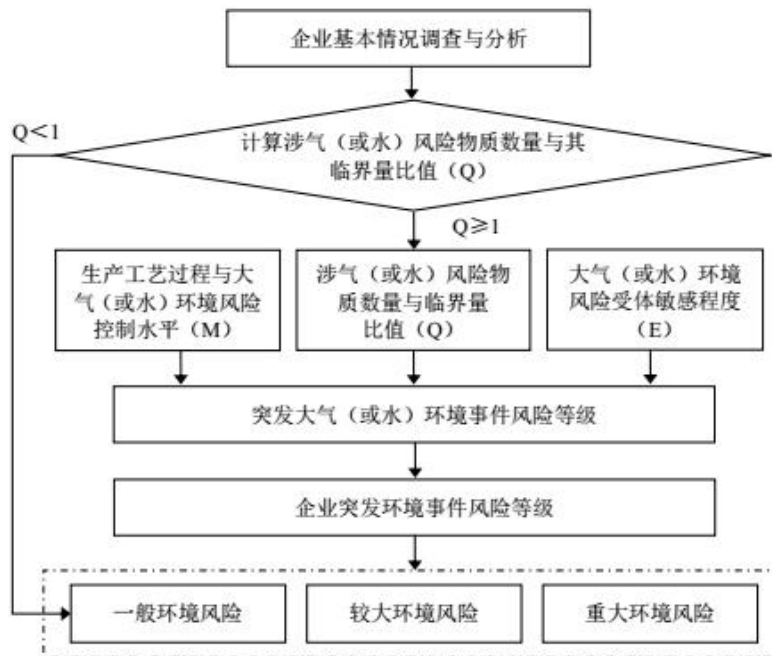 企业基本情况调查与分析
Q＜1
计算涉气（或水）风险物质数量与其
临界量比值（Q）
Q≥1
生产工艺过程与大
气（或水）环境风险
控制水平（M）
涉气（或水）风险物
质数量与临界量
比值（Q）
大气（或水）环境
风险受体敏感程度
（E）
突发大气（或水）环境事件风险等级
企业突发环境事件风险等级
一般环境风险
较大环境风险
重大环境风险